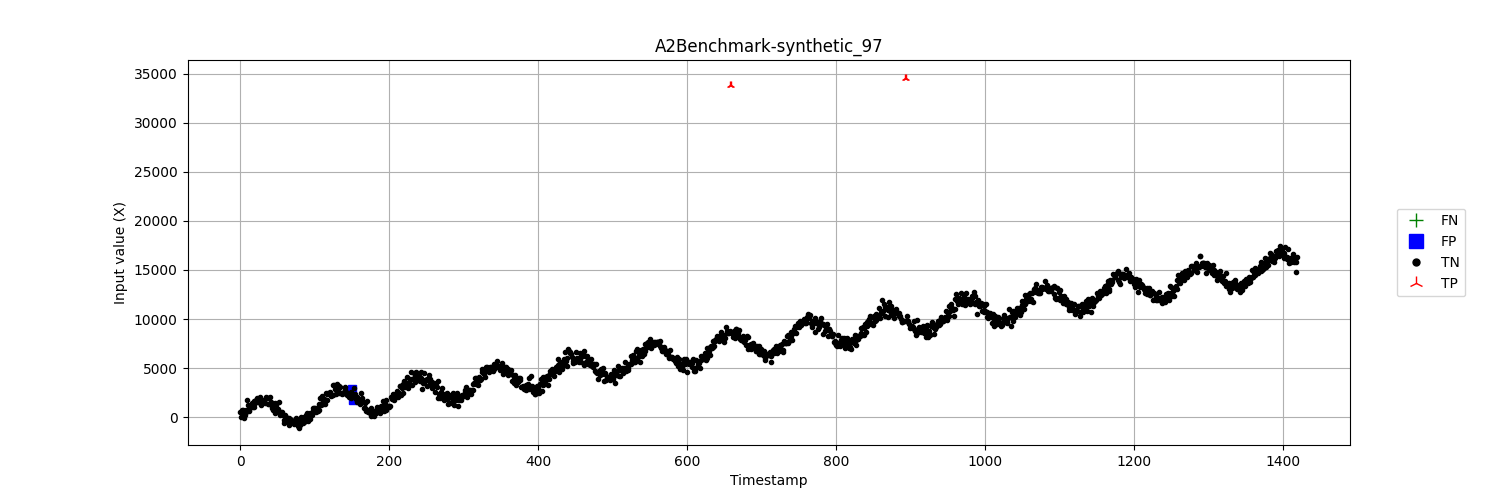 A2Benchmark-synthetic_97
35000
30000
25000
20000
15000
10000
5000
0
Input value (X)
0 200 400 600 800 1000 1200 1400
Timestamp
FN
FP
TN
TP